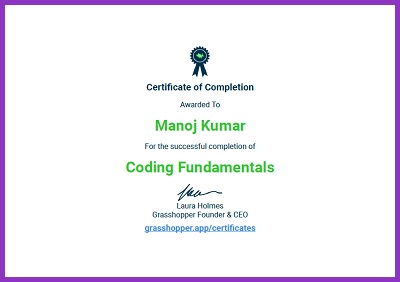 Certificate of Completion
Awarded To
Manoj Kumar
For the successful completion of
Coding Fundamentals
Laura Holmes
Grasshopper Founder & CEO
grasshopper.app/certificates